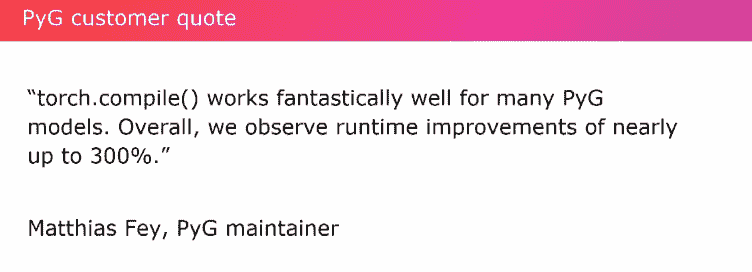 PyG customer quote
“torch.compile() works fantastically well for many PyG
models. Overall, we observe runtime improvements of nearly
up to 300%.”
Matthias Fey, PyG maintainer